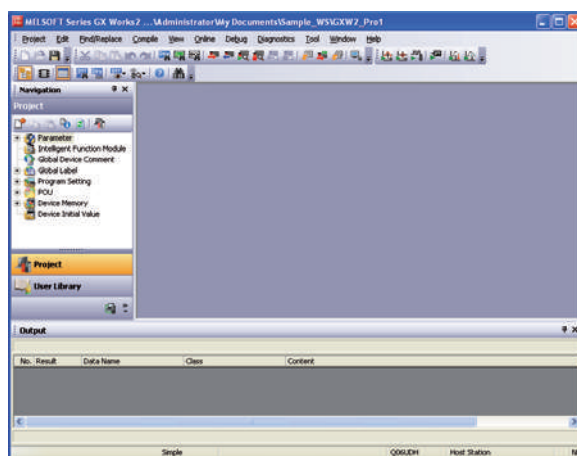 MELSOFT Series GX Works2 ...\Administrator\My Documents\Sample_WS\GXW2_Pro1
Project Edit Find/Replace Compile View Online Debug Diagnostics Tool Window Help
Navigation
Project
Parameter
Intelligent Function Module
Global Device Comment
Global Label
Program Setting
POU
Device Memory
Device Initial Value
Project
User Library
Output
No. Result Data Name Class Content
Simple Q06UDH Host Station